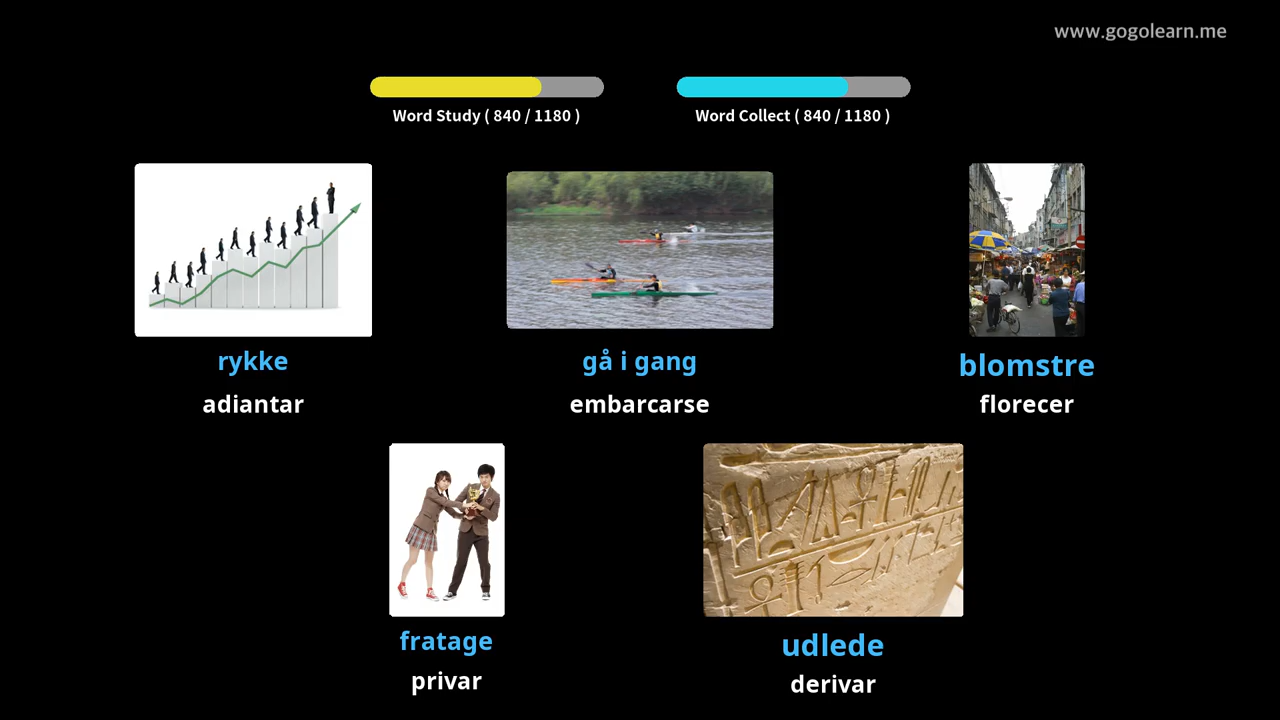 www.gogolearn.me
Word Study ( 840 / 1180 )
Word Collect ( 840 / 1180 )
rykke
adiantar
gå i gang
embarcarse
blomstre
florecer
fratage
privar
udlede
derivar